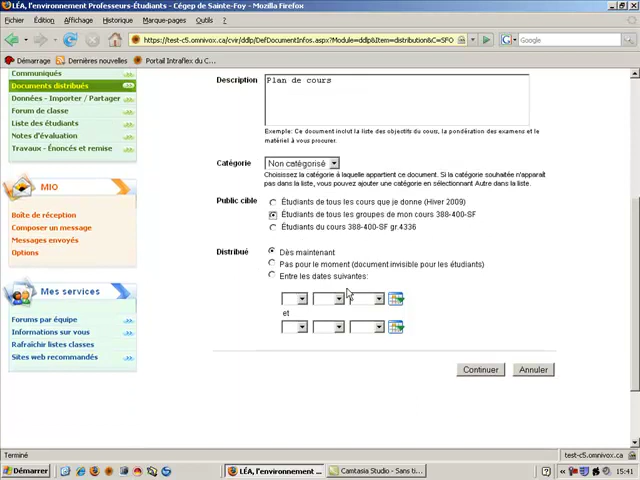 LÉA, l'environnement Professeurs-Étudiants - Cégep de Sainte-Foy - Mozilla Firefox
Fichier Édition Affichage Historique Marque-pages Outils ?
https://test-c5.omnivox.ca/cvir/ddlp/DefDocumentInfos.aspx?Module=ddlp&Item=distribution&C=SFO
Google
Démarrage Dernières nouvelles Portail Intraflex du C...
Communiqués
Documents distribués
Données - Importer / Partager
Forum de classe
Liste des étudiants
Notes d'évaluation
Travaux - Énoncés et remise
MIO
Boîte de réception
Composer un message
Messages envoyés
Options
Mes services
Forums par équipe
Informations sur vous
Rafraîchir listes classes
Sites web recommandés
Description
Plan de cours
Exemple: Ce document inclut la liste des objectifs du cours, la pondération des examens et le
matériel à vous procurer.
Catégorie
Non catégorisé
Choisissez la catégorie à laquelle appartient ce document. Si la catégorie souhaitée n'apparaît
pas dans la liste, vous pouvez ajouter une catégorie en sélectionnant Autre dans la liste.
Public cible
Étudiants de tous les cours que je donne (Hiver 2009)
Étudiants de tous les groupes de mon cours 388-400-SF
Étudiants du cours 388-400-SF gr.4336
Distribué
Dès maintenant
Pas pour le moment (document invisible pour les étudiants)
Entre les dates suivantes:
et
Continuer
Annuler
Terminé
test-c5.omnivox.ca
Démarrer
LÉA, l'environnement ...
Camtasia Studio - Sans ti...
15:41